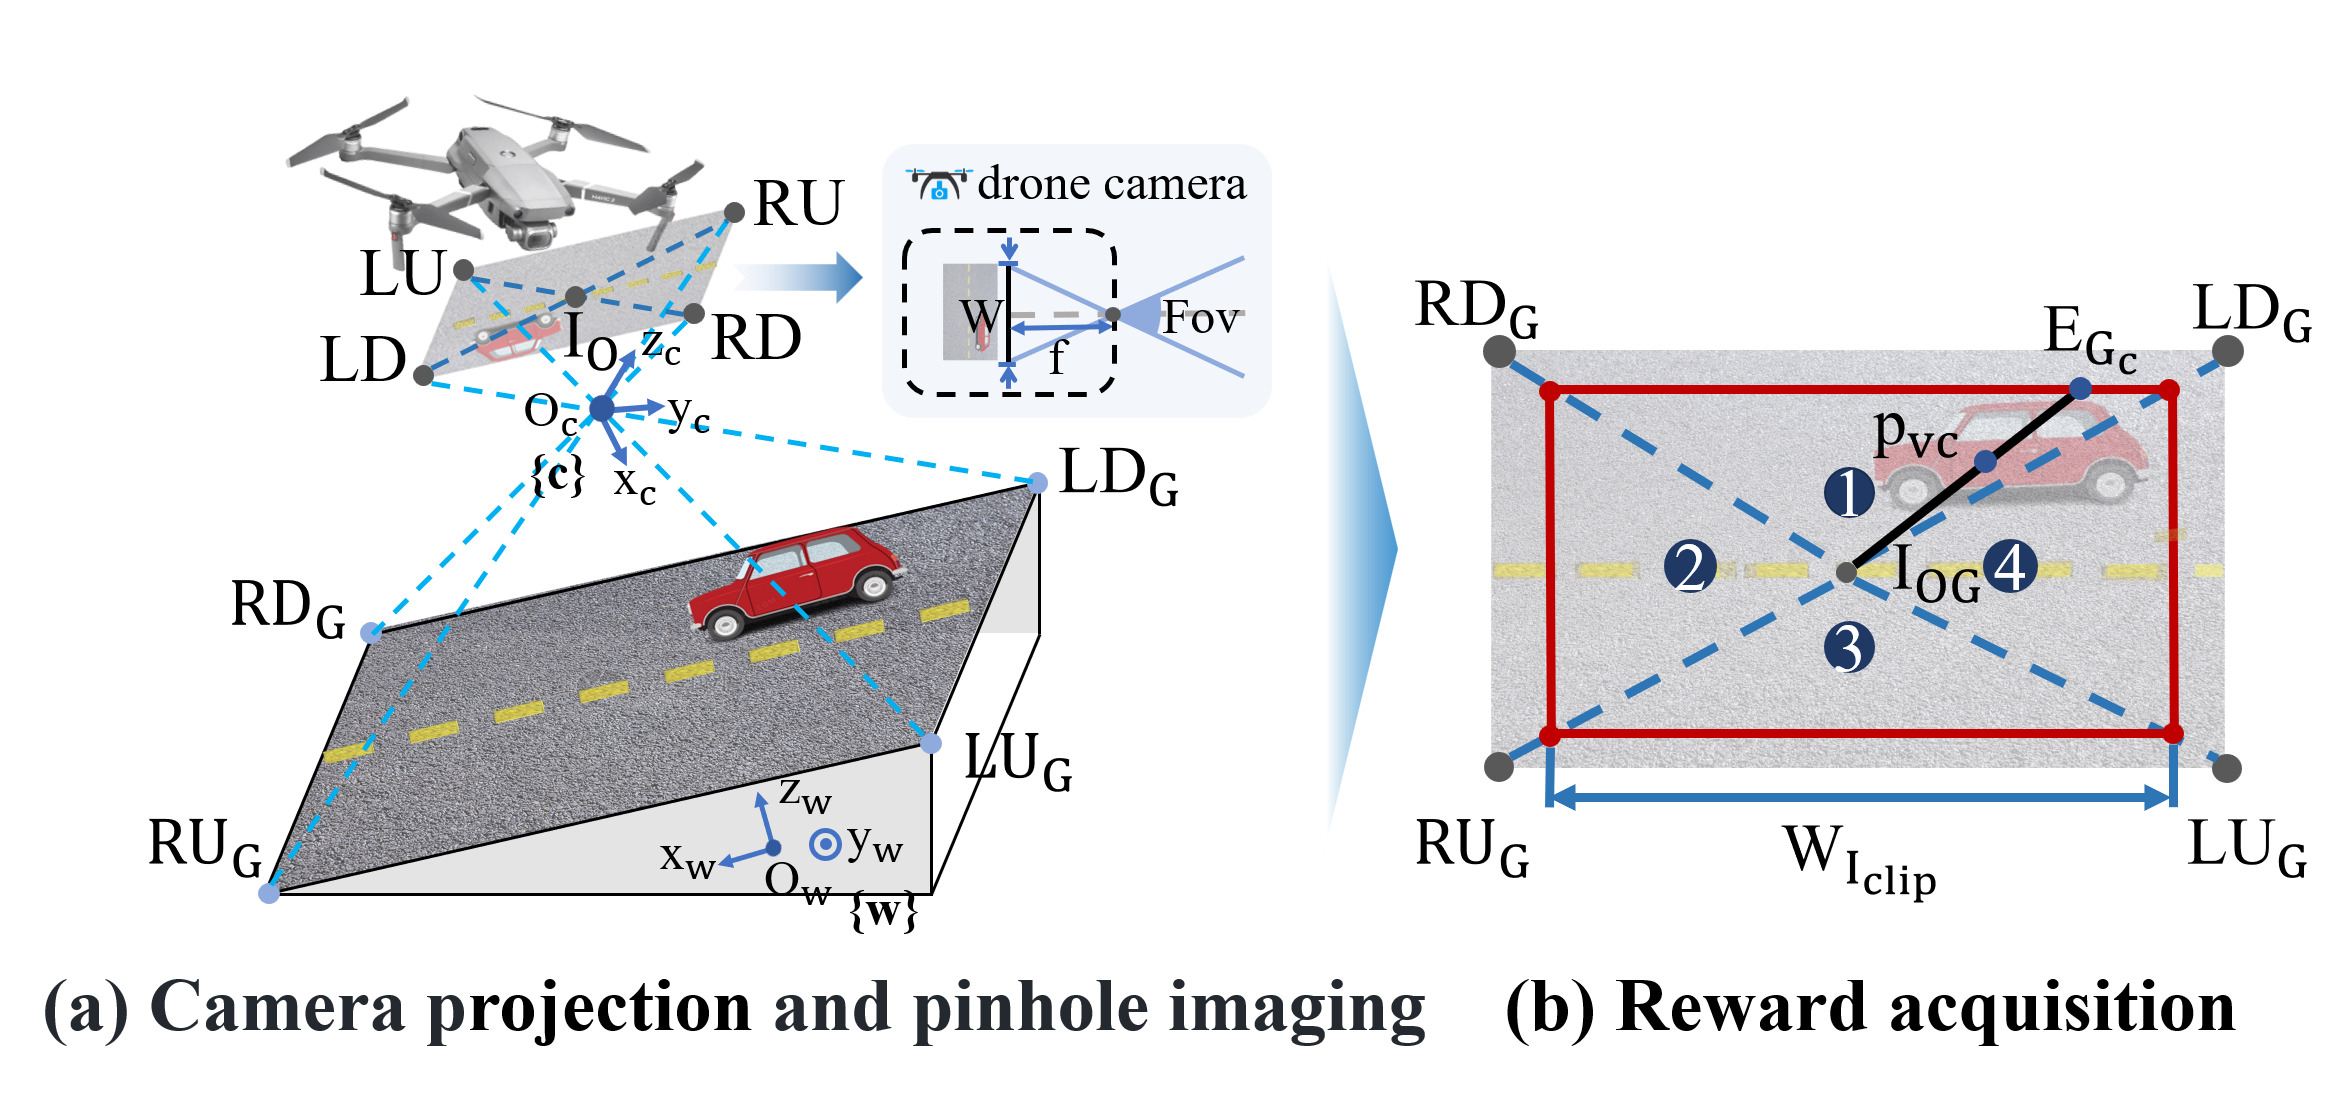 RU
LU
LD
RD
I_O
z_c
y_c
x_c
O_c
{c}
drone camera
W
f
Fov
LD_G
RD_G
LU_G
RU_G
z_w
x_w
y_w
O_w
{w}
RD_G
LD_G
E_{G_c}
p_{vc}
1
2
I_{OG}
4
3
RU_G
LU_G
W_{I_{clip}}
(a) Camera projection and pinhole imaging
(b) Reward acquisition